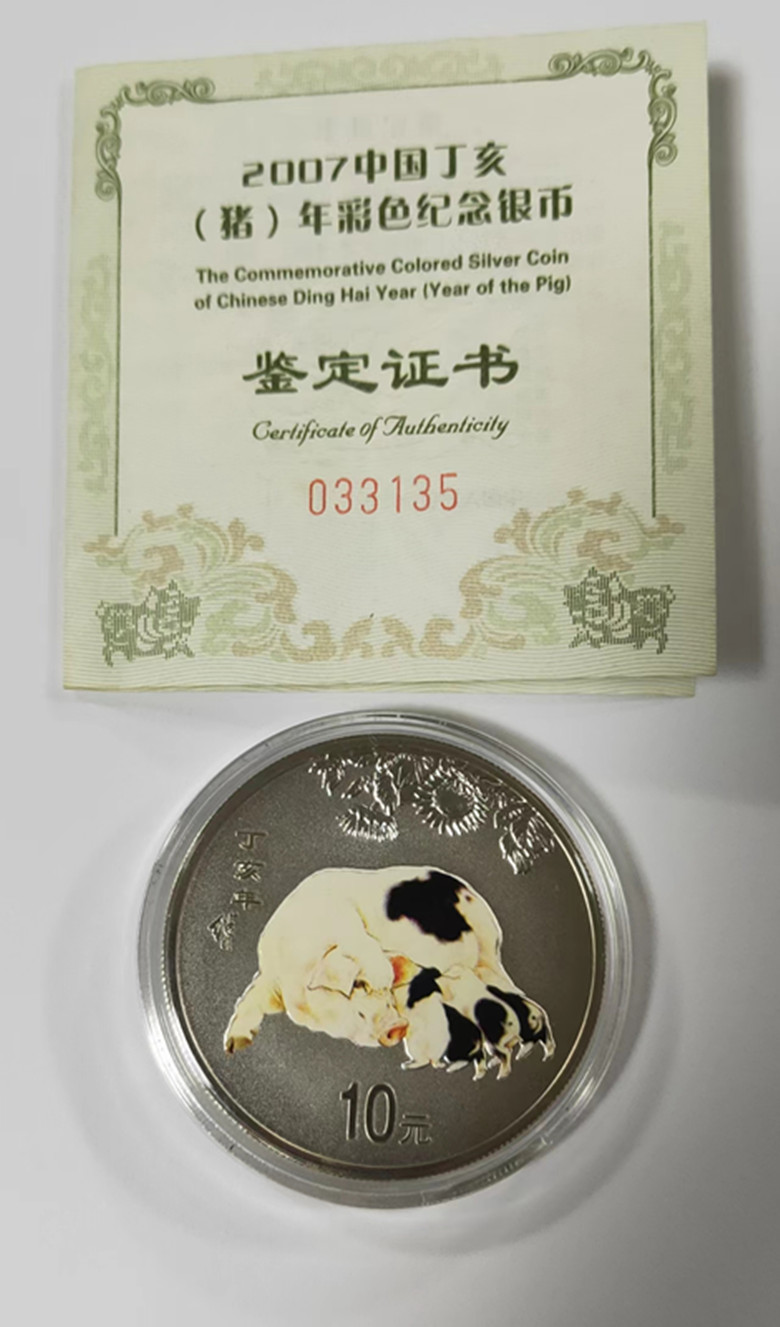 2007中国丁亥
（猪）年彩色纪念银币
The Commemorative Colored Silver Coin
of Chinese Ding Hai Year (Year of the Pig)
鉴定证书
Certificate of Authenticity
033135
丁亥年
10元